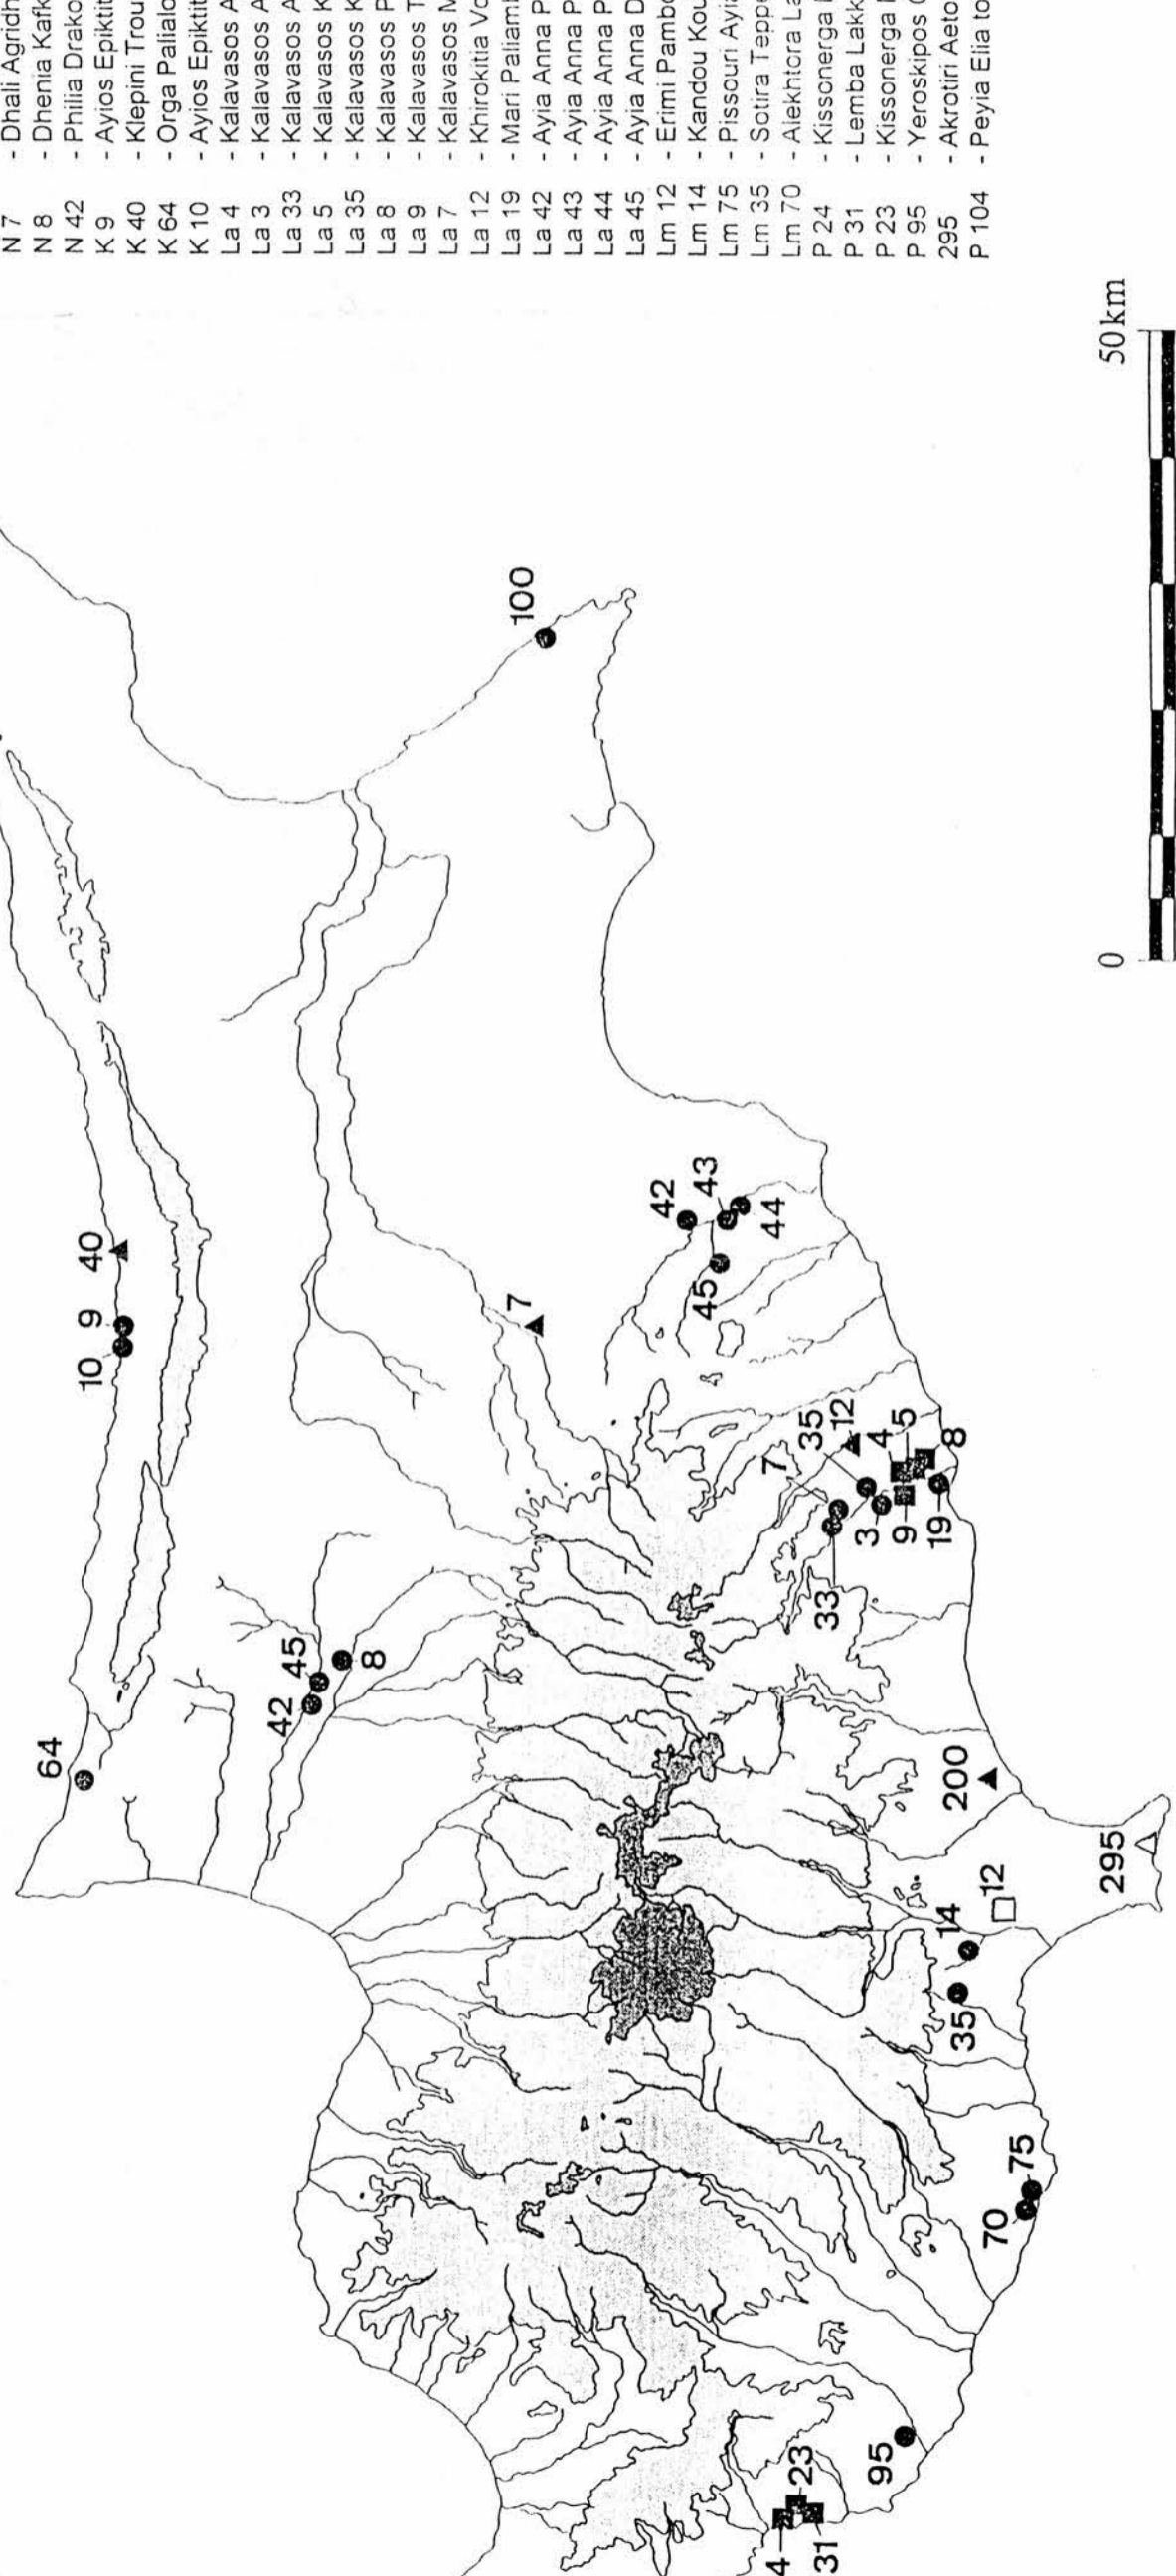 N 7 - Dhali Agridh
N 8 - Dhenia Kafk
N 42 - Philia Drako
K 9 - Ayios Epiktit
K 40 - Klepini Trou
K 64 - Orga Palialo
K 10 - Ayios Epiktit
La 4 - Kalavasos A
La 3 - Kalavasos A
La 33 - Kalavasos A
La 5 - Kalavasos K
La 35 - Kalavasos K
La 8 - Kalavasos P
La 9 - Kalavasos T
La 7 - Kalavasos M
La 12 - Khirokitia Vo
La 19 - Mari Paliamb
La 42 - Ayia Anna P
La 43 - Ayia Anna P
La 44 - Ayia Anna P
La 45 - Ayia Anna D
Lm 12 - Erimi Pambo
Lm 14 - Kandou Kou
Lm 75 - Pissouri Ayia
Lm 35 - Sotira Teppe
Lm 70 - Alekhtora La
P 24 - Kissonerga
P 31 - Lemba Lakk
P 23 - Kissonerga
P 95 - Yeroskipos
295 - Akrotiri Aeto
P 104 - Peyia Elia to
64
10 9 40
42 45
8
100
7
42
43
45
44
7
35
12
4
5
8
33
3
9
19
200
12
295
14
35
75
70
95
4
23
31
0
50km